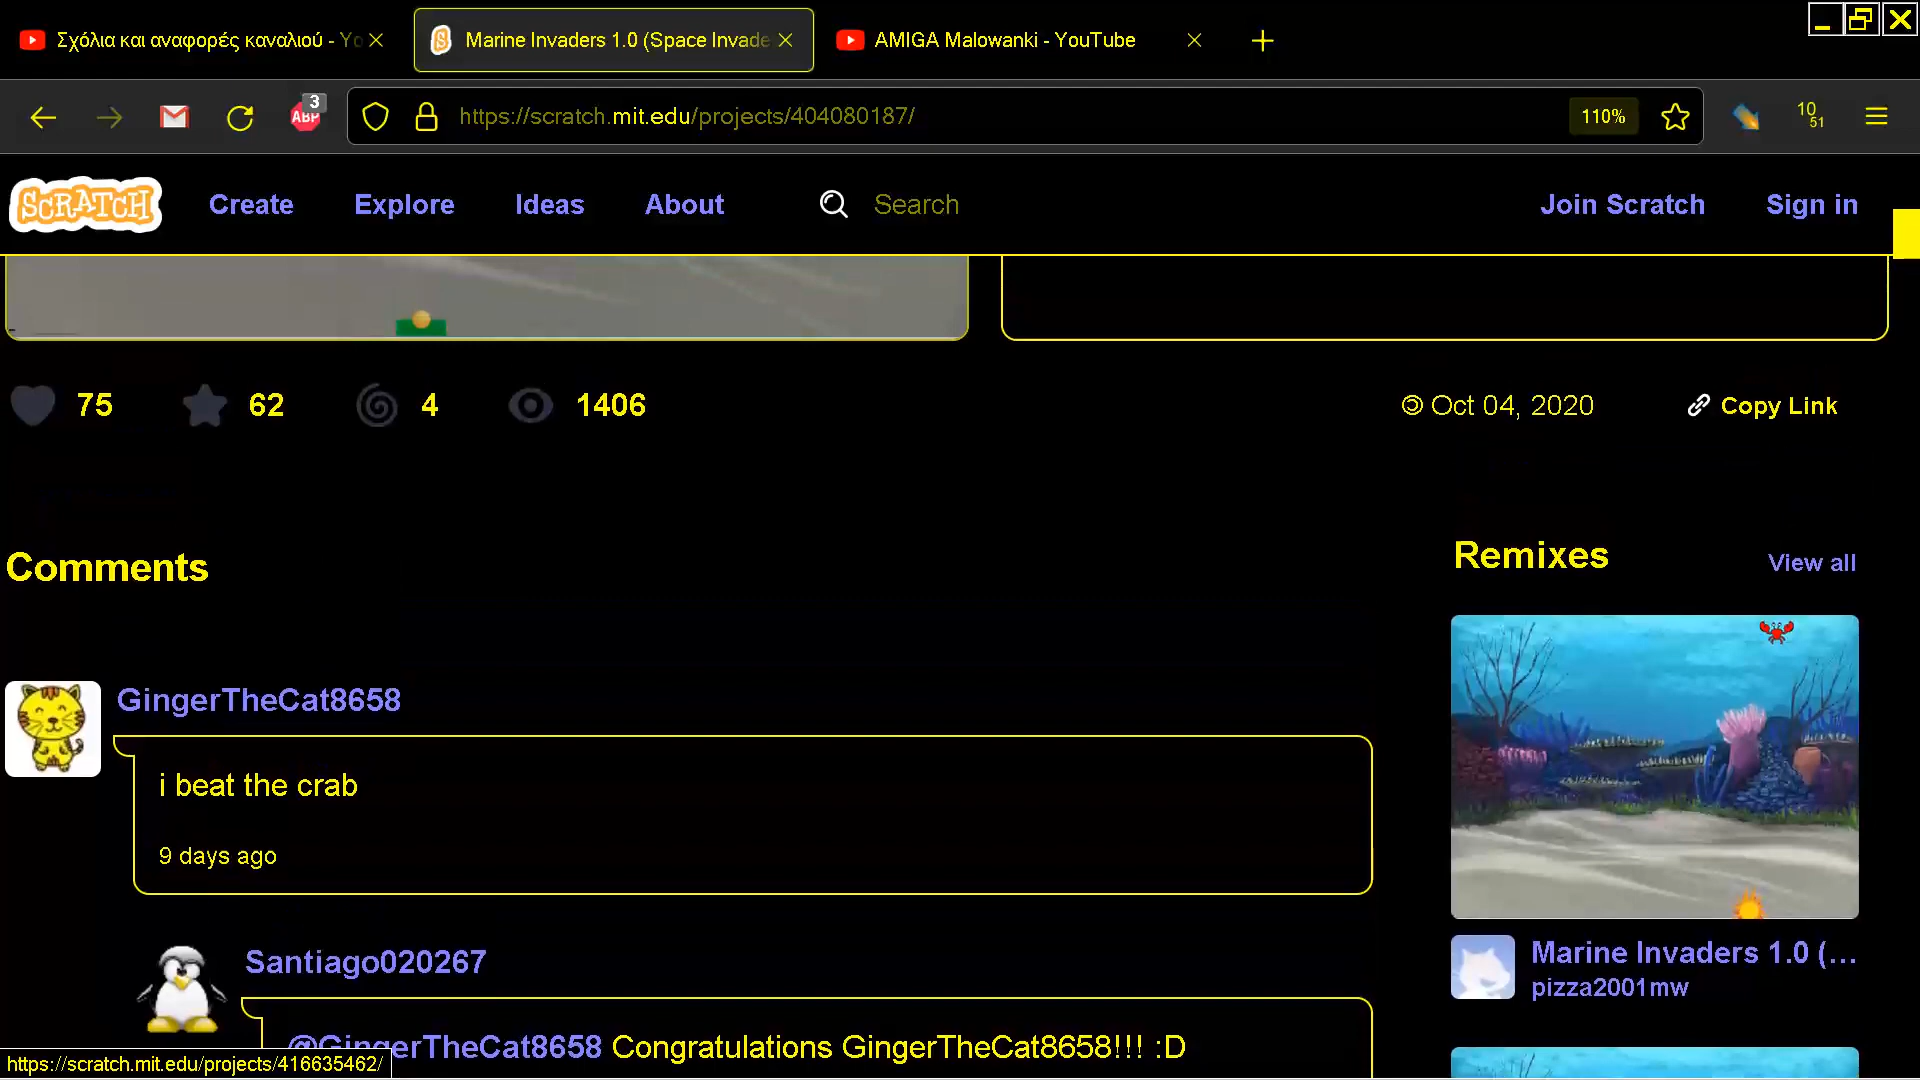 Σχόλια και αναφορές καναλιού - Yo
Marine Invaders 1.0 (Space Invade
AMIGA Malowanki - YouTube
3
ABP
https://scratch.mit.edu/projects/404080187/
110%
10
51
SCRATCH
Create
Explore
Ideas
About
Search
Join Scratch
Sign in
75
62
4
1406
Oct 04, 2020
Copy Link
Comments
Remixes
View all
GingerTheCat8658
i beat the crab
9 days ago
Santiago020267
@GingerTheCat8658 Congratulations GingerTheCat8658!!! :D
Marine Invaders 1.0 (...
pizza2001mw
https://scratch.mit.edu/projects/416635462/